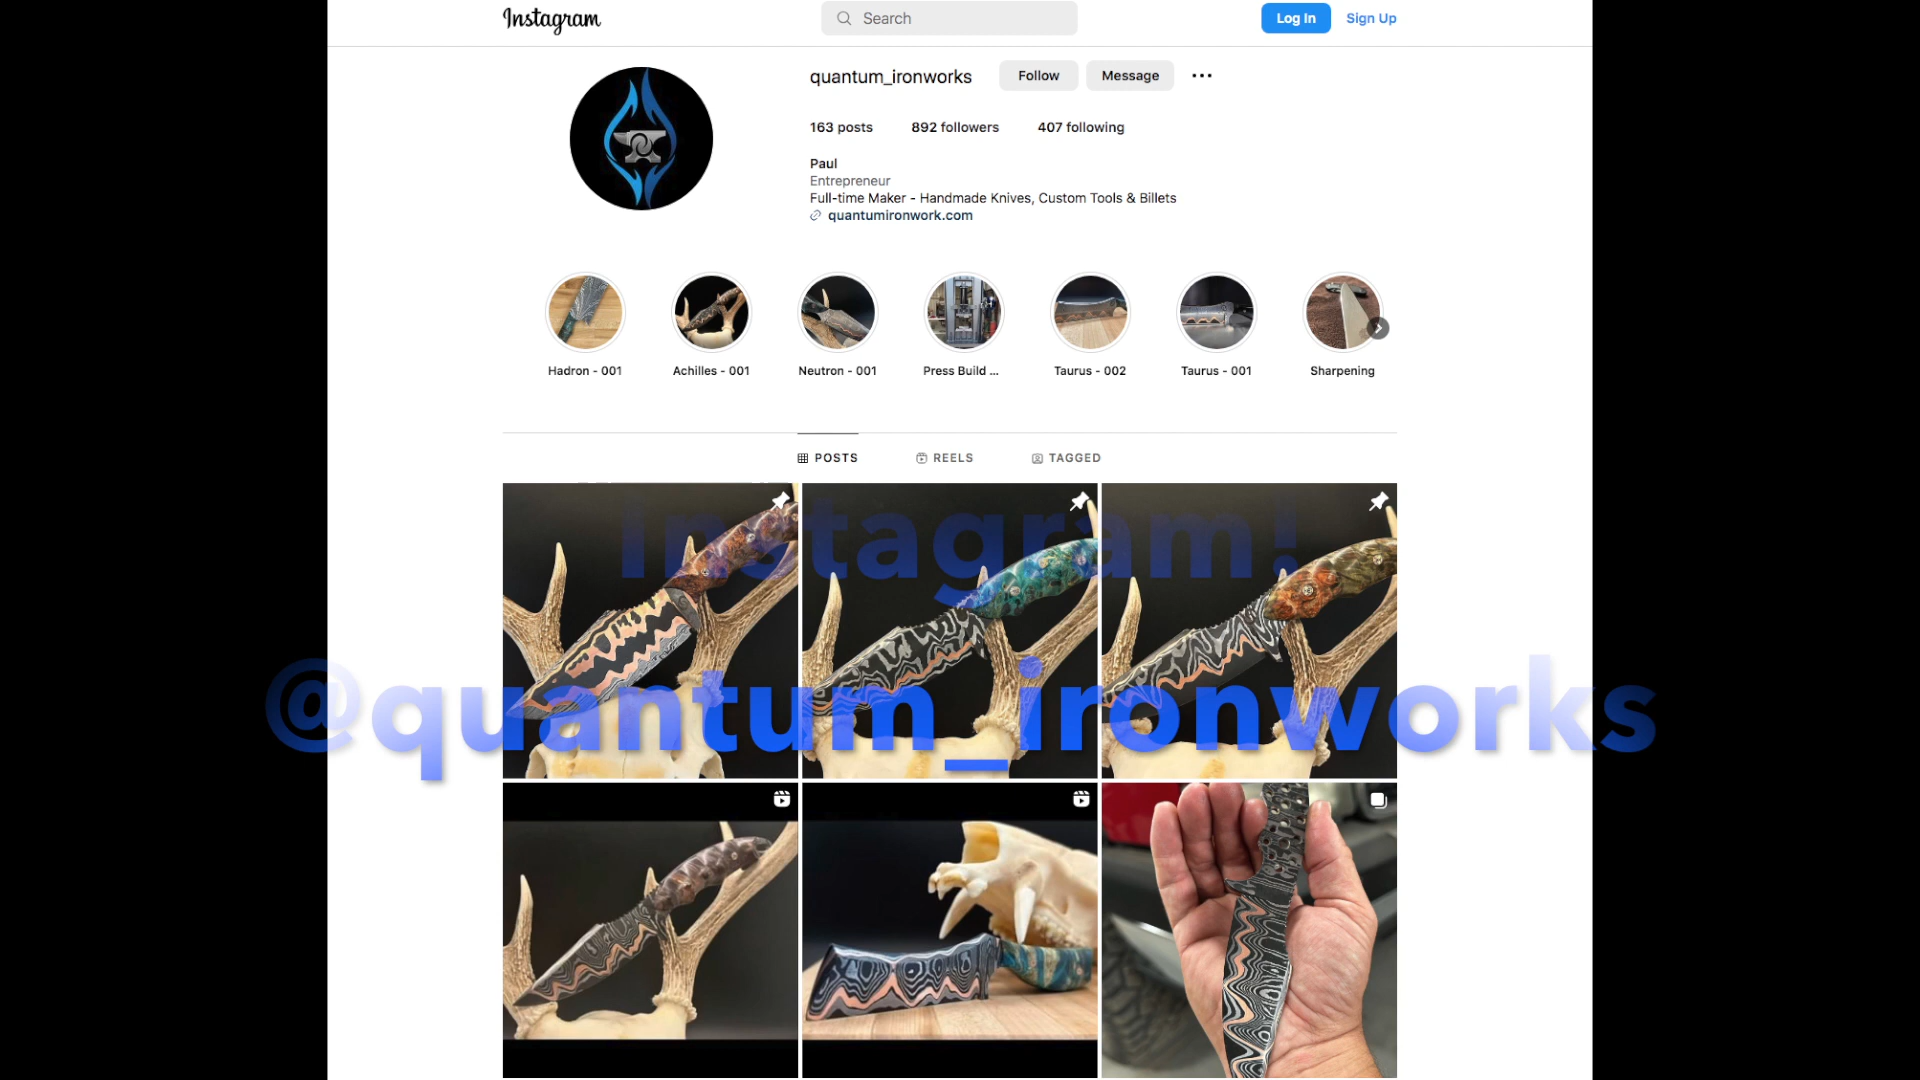 Instagram
Search
Log In
Sign Up
quantum_ironworks
Follow
Message
163 posts
892 followers
407 following
Paul
Entrepreneur
Full-time Maker - Handmade Knives, Custom Tools & Billets
quantumironwork.com
Hadron - 001
Achilles - 001
Neutron - 001
Press Build ...
Taurus - 002
Taurus - 001
Sharpening
POSTS
REELS
TAGGED
Instagram!
@quantum_ironworks